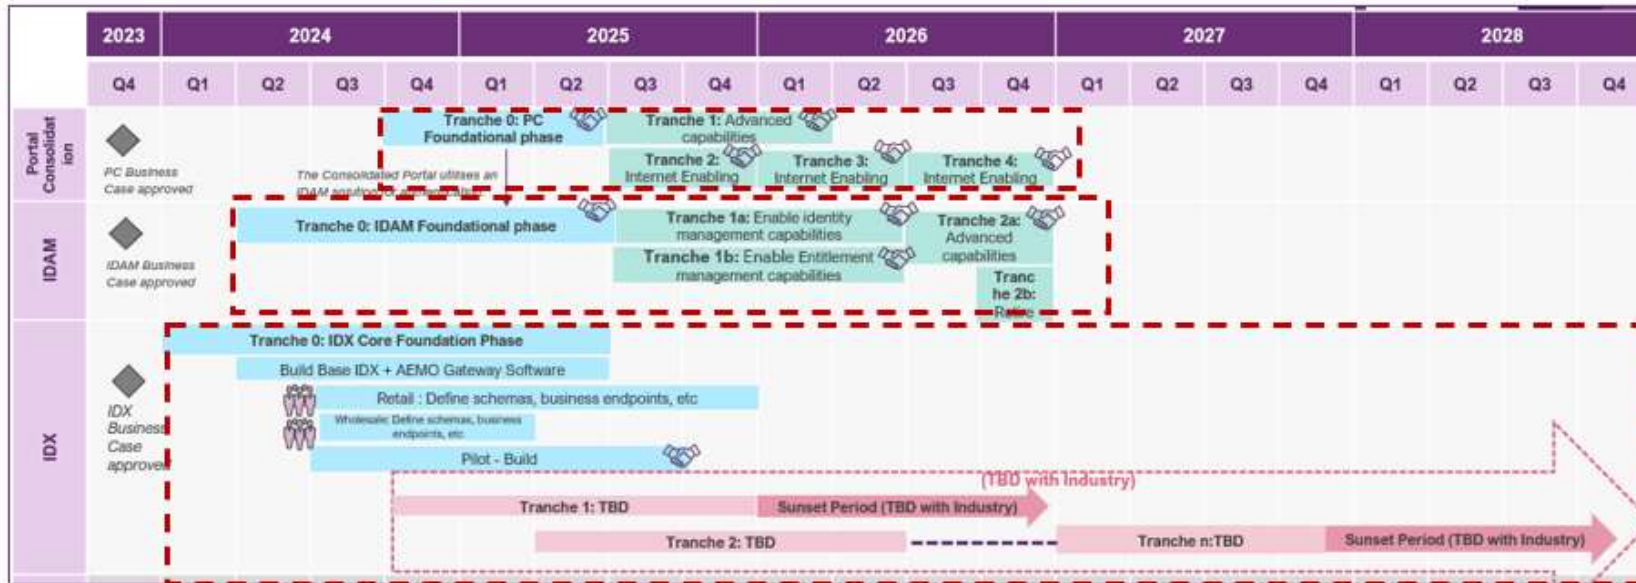 2023 2024 2025 2026 2027 2028
Q4 Q1 Q2 Q3 Q4 Q1 Q2 Q3 Q4 Q1 Q2 Q3 Q4 Q1 Q2 Q3 Q4 Q1 Q2 Q3 Q4
Portal
Consolidat
ion
PC Business
Case approved
The Consolidated Portal utilises an
IDAM solution for
Tranche 0: PC
Foundational phase
Tranche 1: Advanced
capabilities
Tranche 2:
Internet Enabling
Tranche 3:
Internet Enabling
Tranche 4:
Internet Enabling
IDAM
IDAM Business
Case approved
Tranche 0: IDAM Foundational phase
Tranche 1a: Enable identity
management capabilities
Tranche 1b: Enable Entitlement
management capabilities
Tranche 2a:
Advanced
capabilities
Tranc
he 2b:
Retire
IDX
IDX
Business
Case
approved
Tranche 0: IDX Core Foundation Phase
Build Base IDX + AEMO Gateway Software
Retail : Define schemas, business endpoints, etc
Wholesale: Define schemas, business
endpoints, etc
Pilot - Build
(TBD with Industry)
Tranche 1: TBD
Sunset Period (TBD with Industry)
Tranche 2: TBD
Tranche n:TBD
Sunset Period (TBD with Industry)